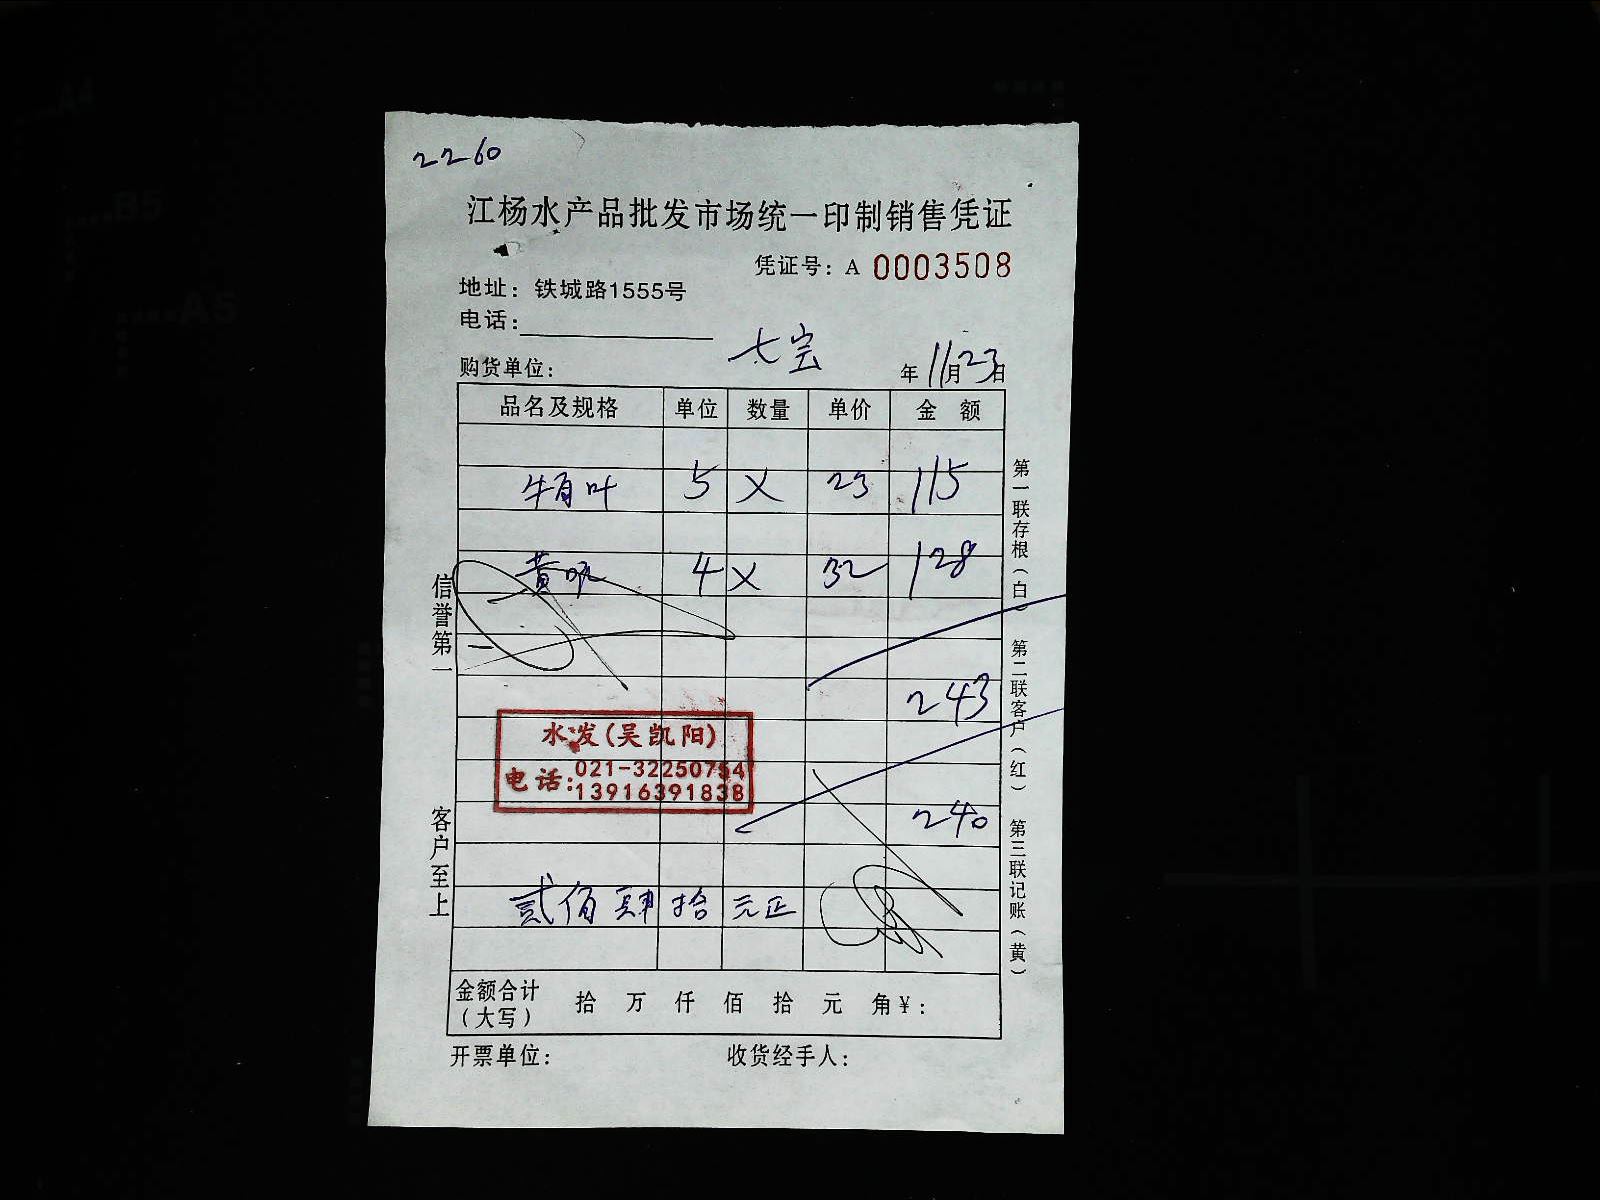 2260
江杨水产品批发市场统一印制销售凭证
凭证号：A 0003508
地址：铁城路1555号
电话：
购货单位： 七宝 年 11月23日
品名及规格 单位 数量 单价 金 额
牛百叶 5 X 23 115
黄喉 4 X 32 128
243
水发(吴凯阳)
电话：021-32250754
13916391838
240
贰佰肆拾元正
金额合计（大写） 拾 万 仟 佰 拾 元 角 ¥：
开票单位： 收货经手人：
信誉第一
客户至上
第一联存根（白） 第二联客户（红） 第三联记账（黄）